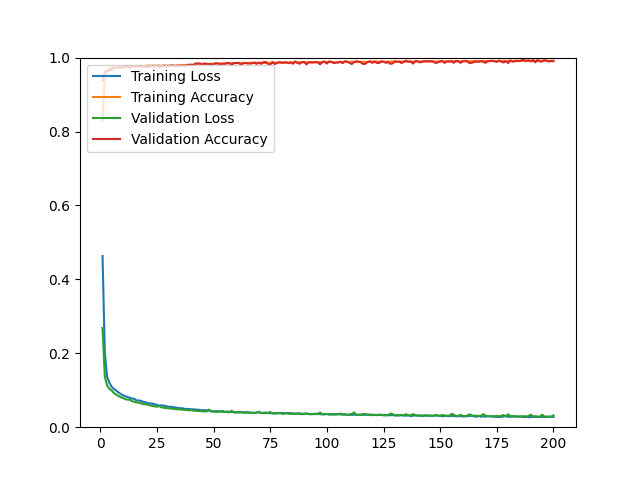 1.0
0.8
0.6
0.4
0.2
0.0
Training Loss
Training Accuracy
Validation Loss
Validation Accuracy
0 25 50 75 100 125 150 175 200